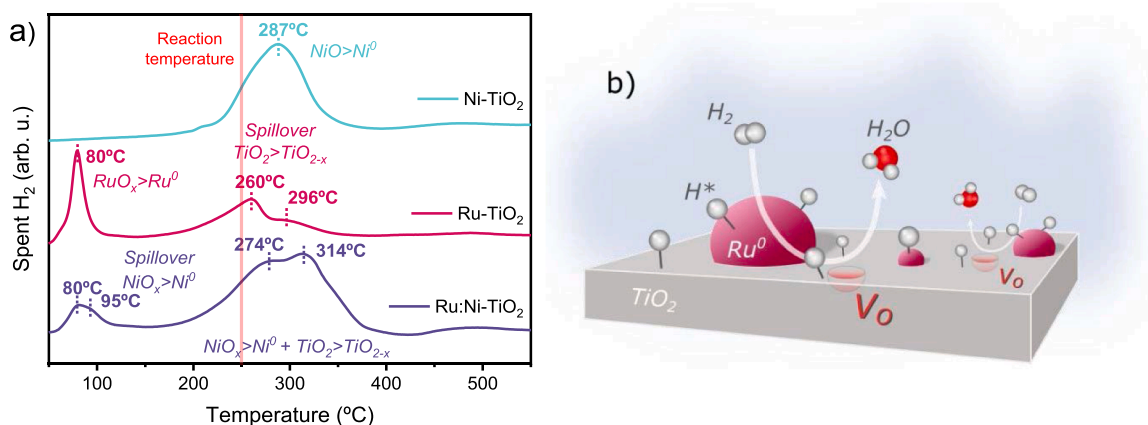 a)
Spent H₂ (arb. u.)
Reaction
temperature
287ºC
NiO>Ni⁰
Ni-TiO₂
80ºC
RuOₓ>Ru⁰
Spillover
TiO₂>TiO₂₋ₓ
260ºC
296ºC
Ru-TiO₂
Spillover
NiOₓ>Ni⁰
80ºC
95ºC
274ºC
314ºC
Ru:Ni-TiO₂
NiOₓ>Ni⁰ + TiO₂>TiO₂₋ₓ
100
200
300
400
500
Temperature (ºC)
b)
H₂
H₂O
H*
Ru⁰
TiO₂
V_O
V_O